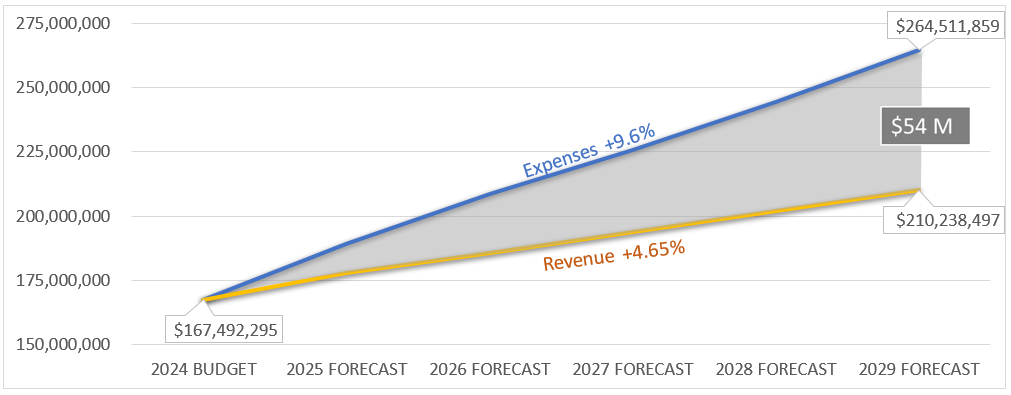 275,000,000
$264,511,859
250,000,000
$54 M
225,000,000
Expenses +9.6%
200,000,000
$210,238,497
Revenue +4.65%
175,000,000
$167,492,295
150,000,000
2024 BUDGET 2025 FORECAST 2026 FORECAST 2027 FORECAST 2028 FORECAST 2029 FORECAST